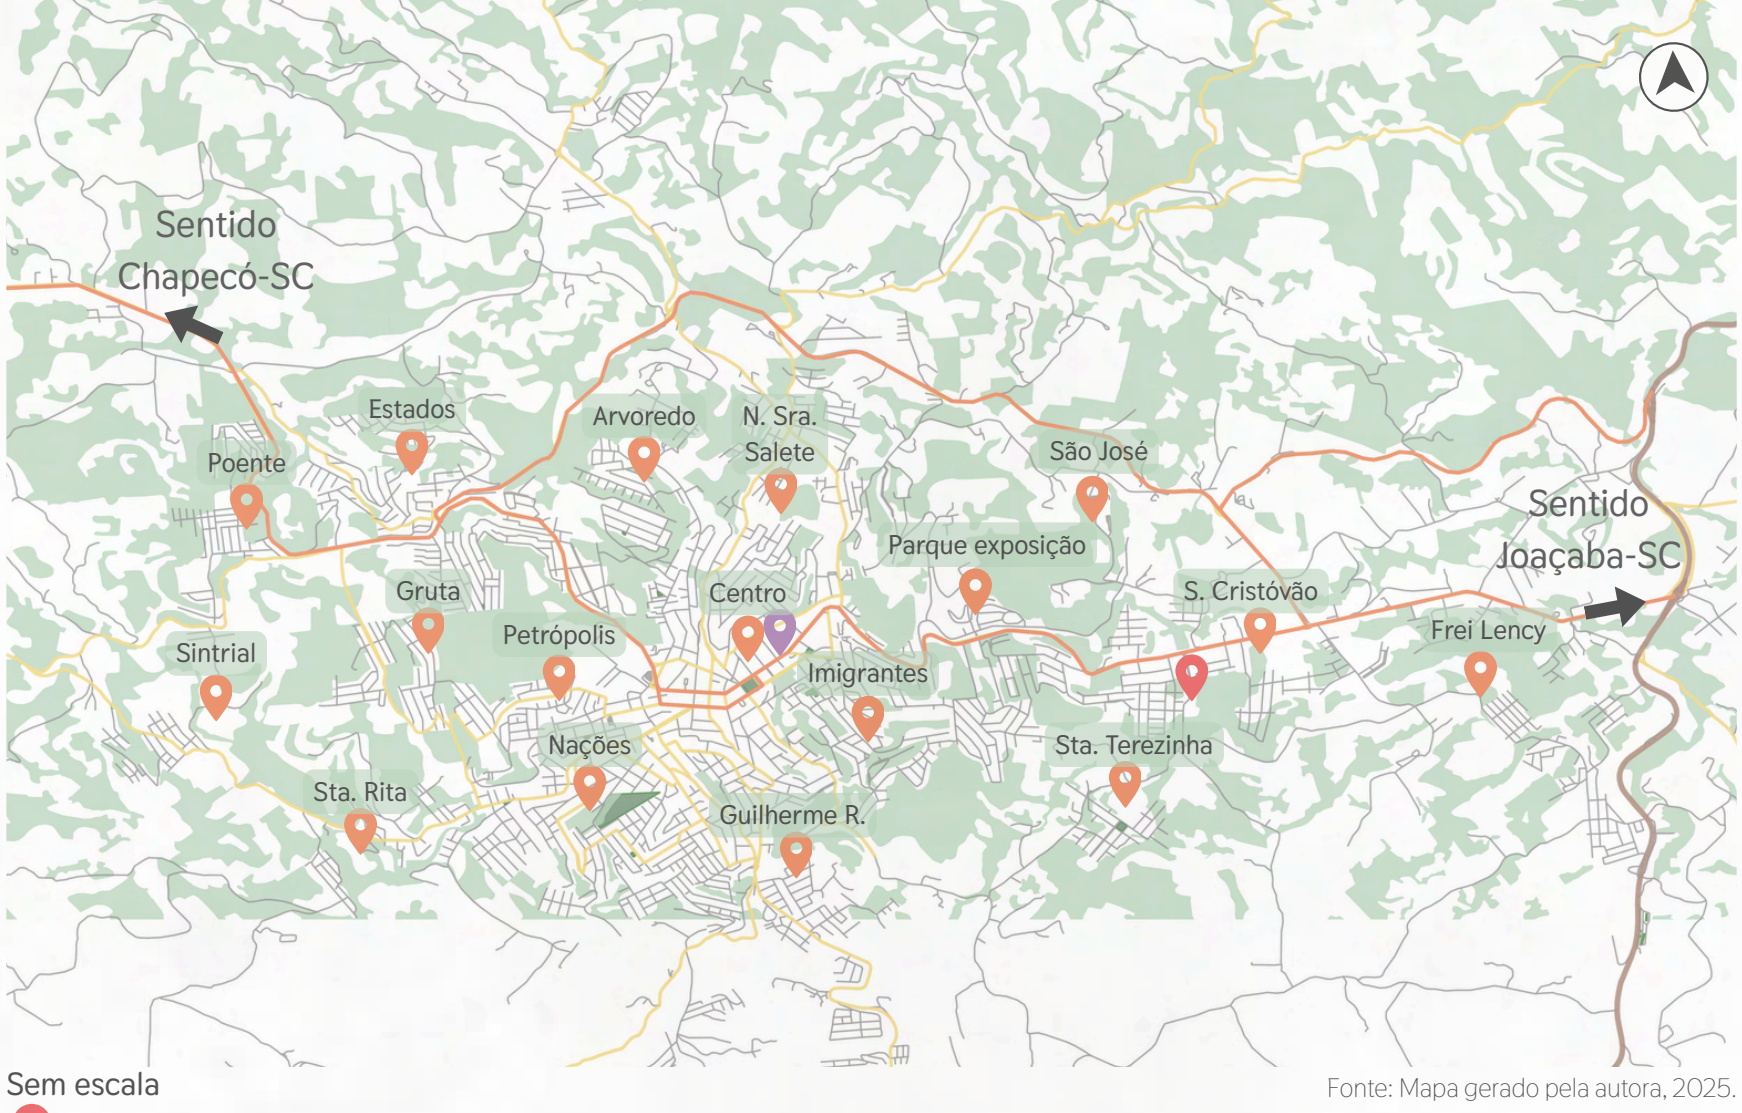 Sentido
Chapecó-SC
Estados
Arvoredo
N. Sra.
Salete
São José
Poente
Sentido
Joaçaba-SC
Parque exposição
Gruta
Centro
S. Cristóvão
Petrópolis
Frei Lency
Sintrial
Imigrantes
Nações
Sta. Terezinha
Sta. Rita
Guilherme R.
Sem escala
Fonte: Mapa gerado pela autora, 2025.